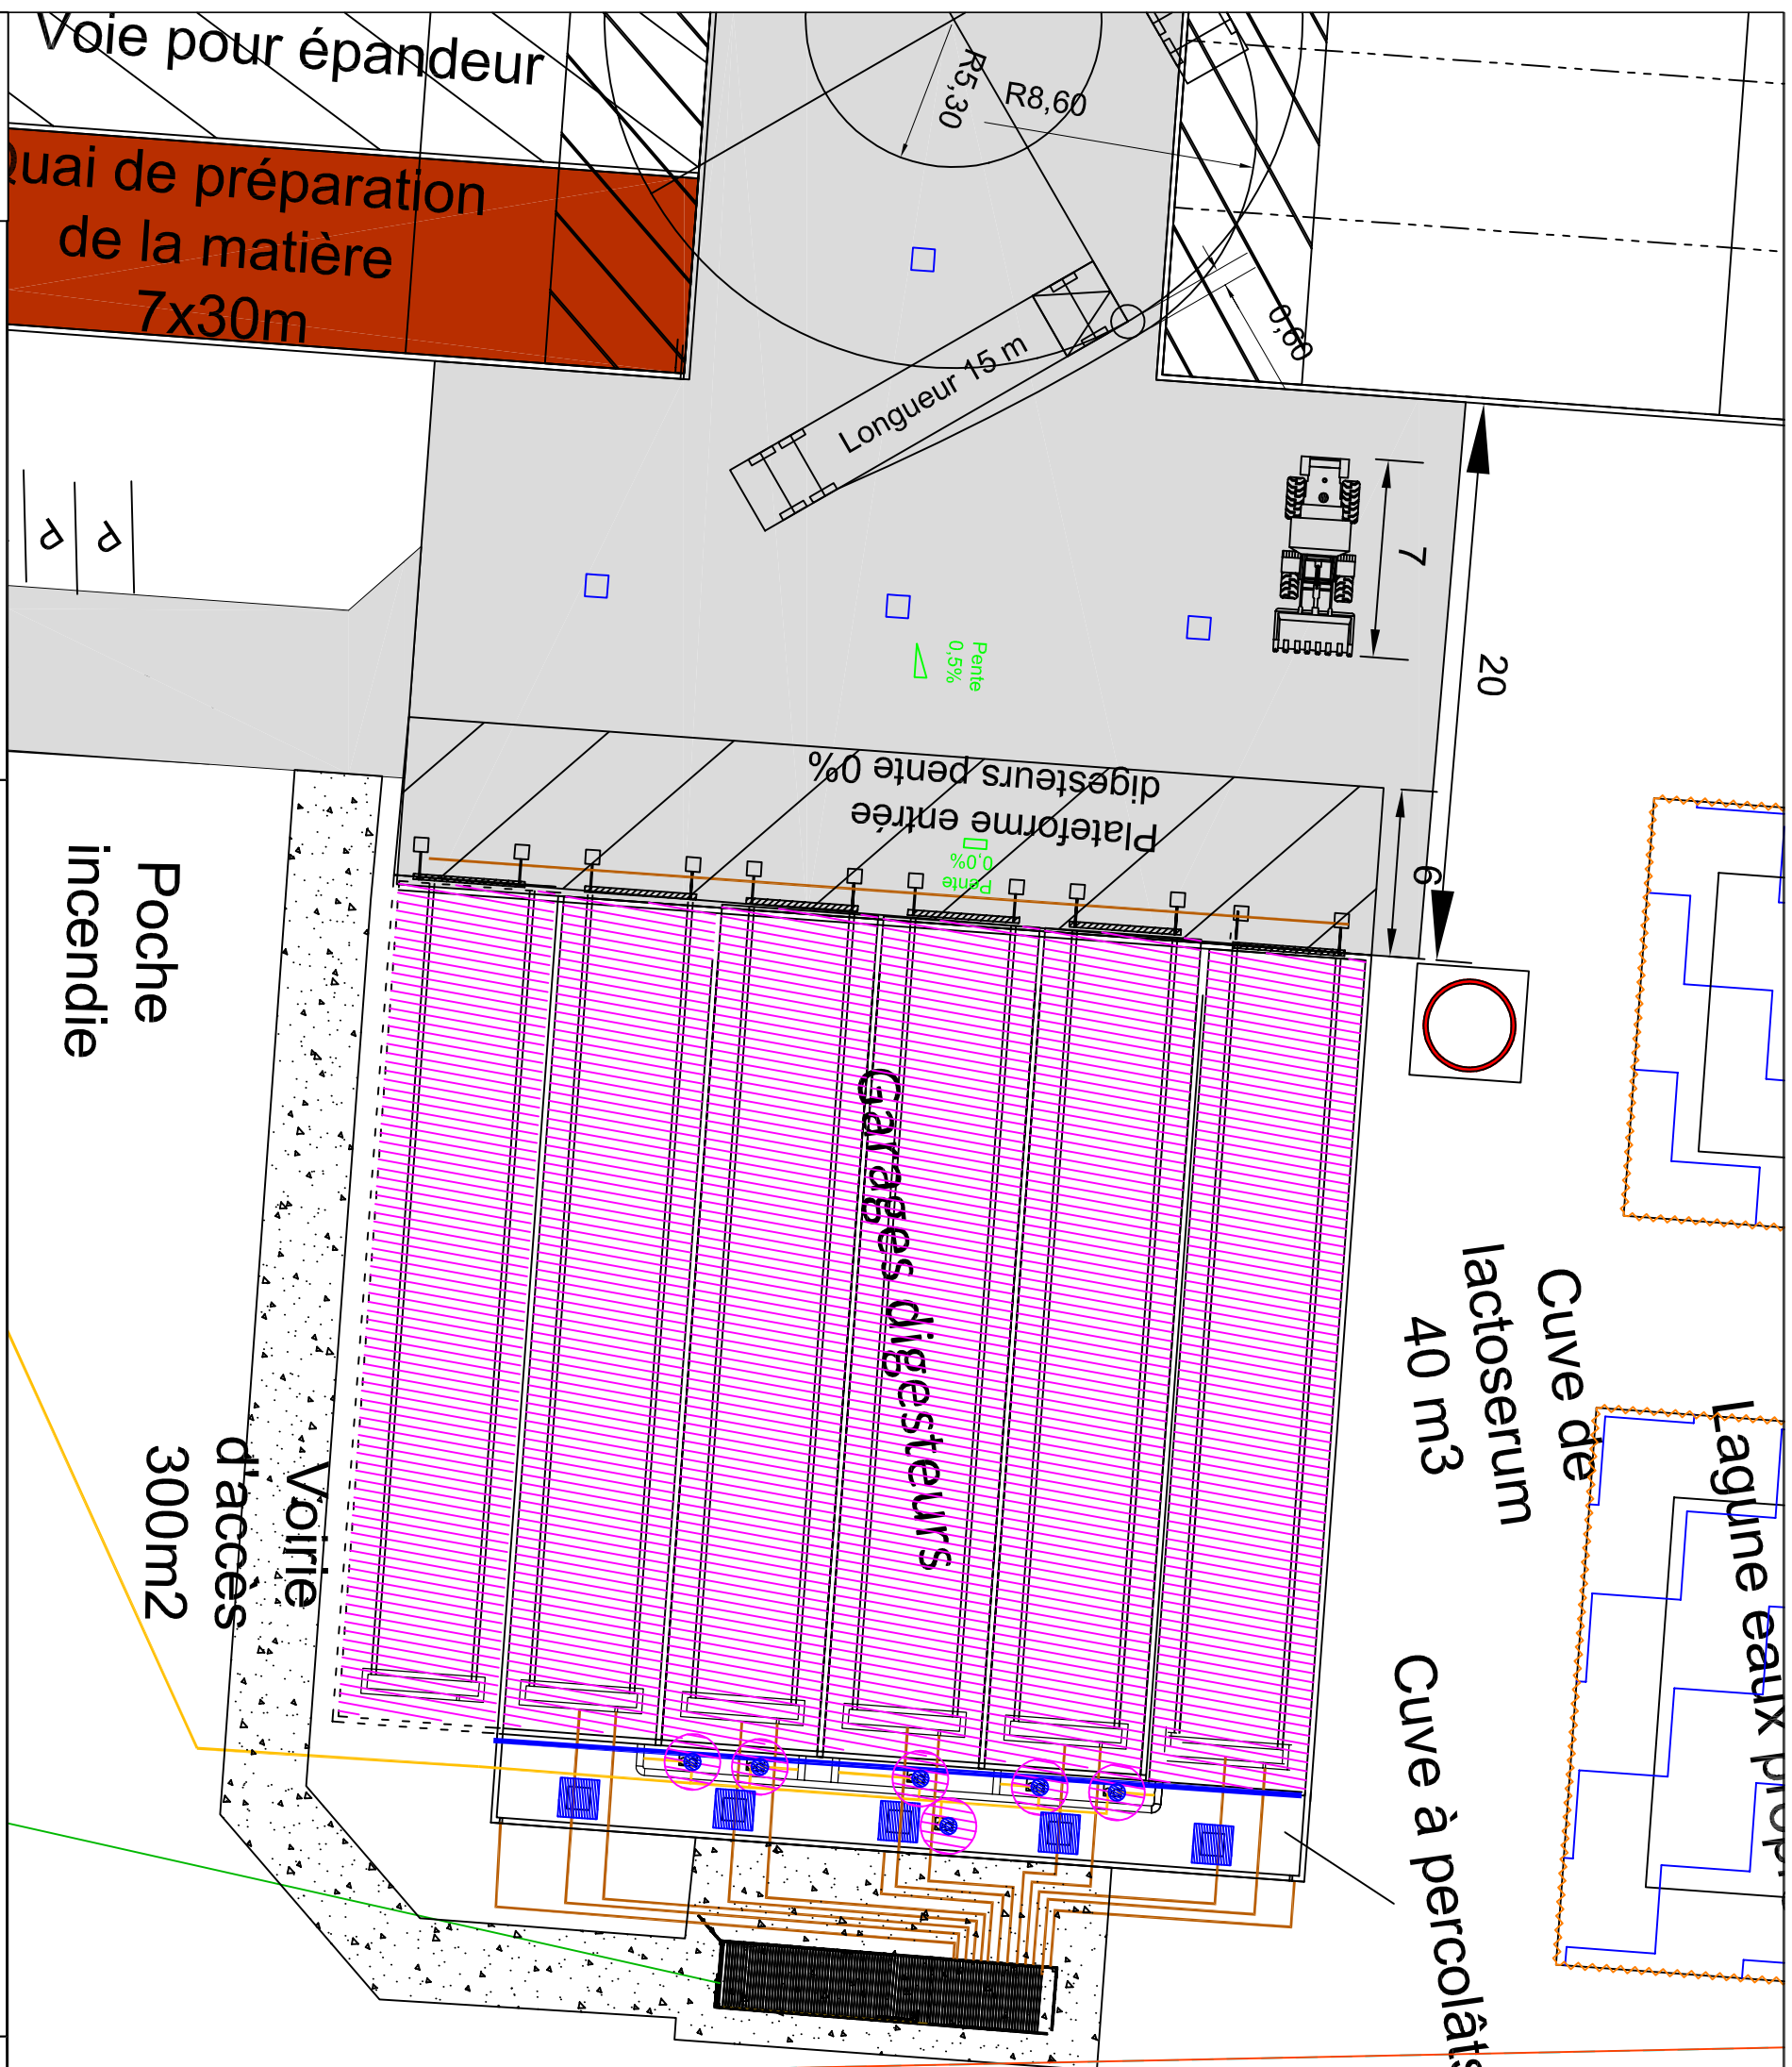 Voie pour épandeur
Quai de préparation
de la matière
7x30m
R5,30
R8,60
0,60
Longueur 15 m
7
20
P
P
Pente
0,5%
Plateforme entrée
digesteurs pente 0%
Pente
0,0%
6
Poche
incendie
Garages digesteurs
Cuve de
lactoserum
40 m3
Lagune eaux
Voirie
d'accès
300m2
Cuve à percolâts